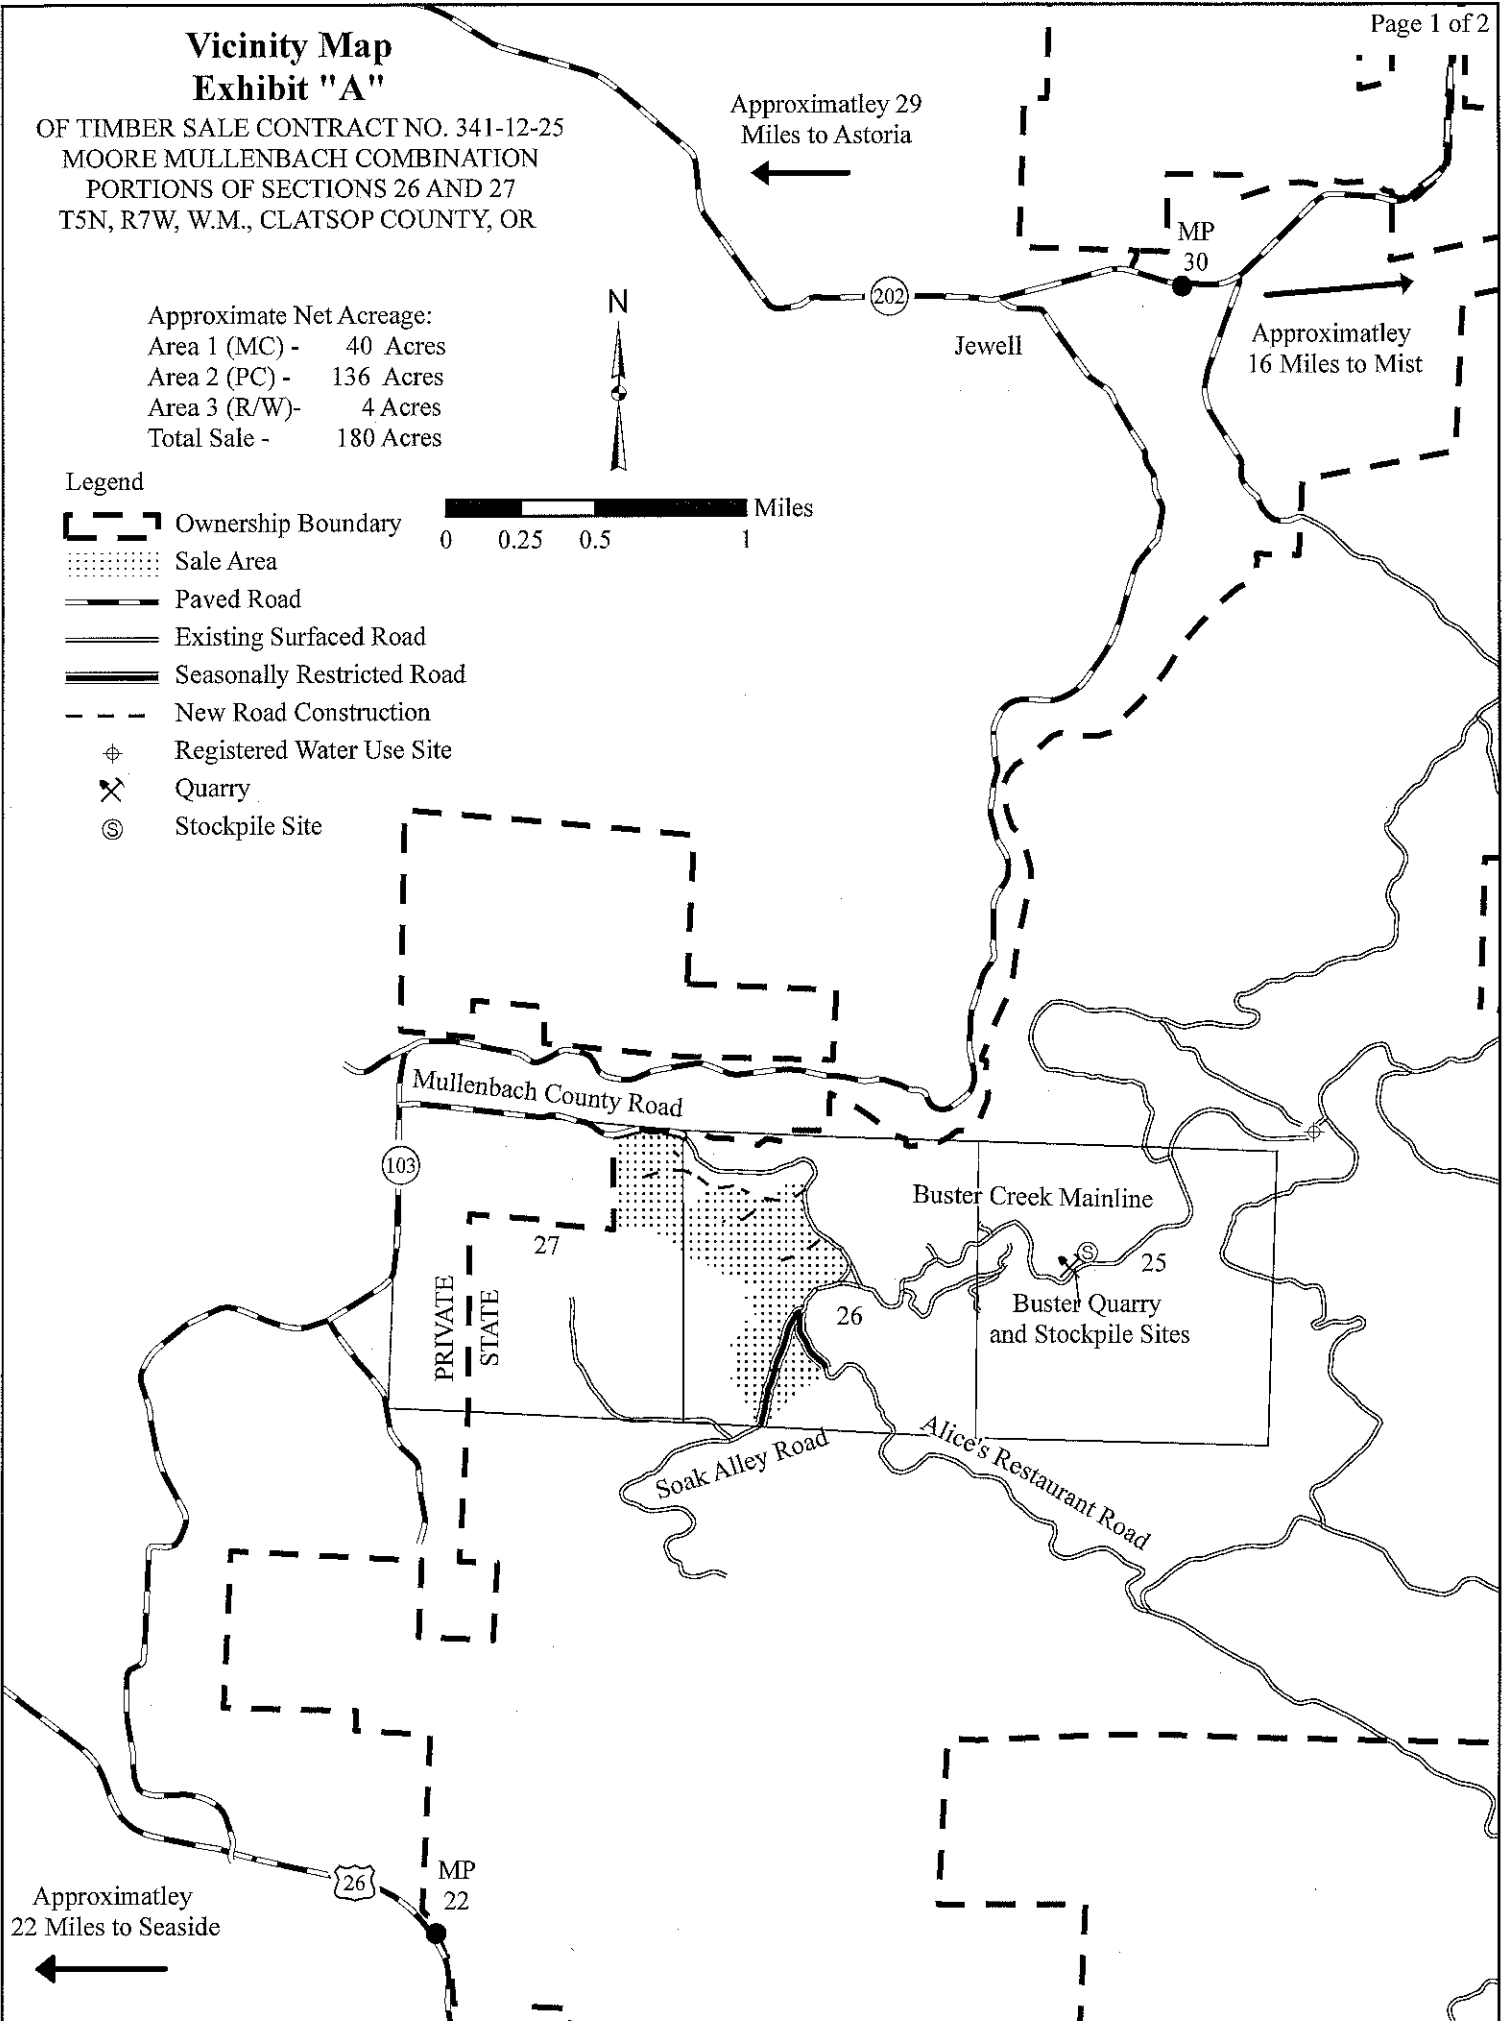 Page 1 of 2
Vicinity Map
Exhibit "A"
OF TIMBER SALE CONTRACT NO. 341-12-25
MOORE MULLENBACH COMBINATION
PORTIONS OF SECTIONS 26 AND 27
T5N, R7W, W.M., CLATSOP COUNTY, OR
Approximatley 29
Miles to Astoria
MP
30
202
Jewell
Approximatley
16 Miles to Mist
Approximate Net Acreage:
Area 1 (MC) - 40 Acres
Area 2 (PC) - 136 Acres
Area 3 (R/W)- 4 Acres
Total Sale - 180 Acres
N
Legend
Ownership Boundary
Sale Area
Paved Road
Existing Surfaced Road
Seasonally Restricted Road
New Road Construction
Registered Water Use Site
Quarry
S Stockpile Site
Miles
0 0.25 0.5 1
Mullenbach County Road
103
Buster Creek Mainline
27
S
25
PRIVATE
STATE
26
Buster Quarry
and Stockpile Sites
Soak Alley Road
Alice's Restaurant Road
26
MP
22
Approximatley
22 Miles to Seaside